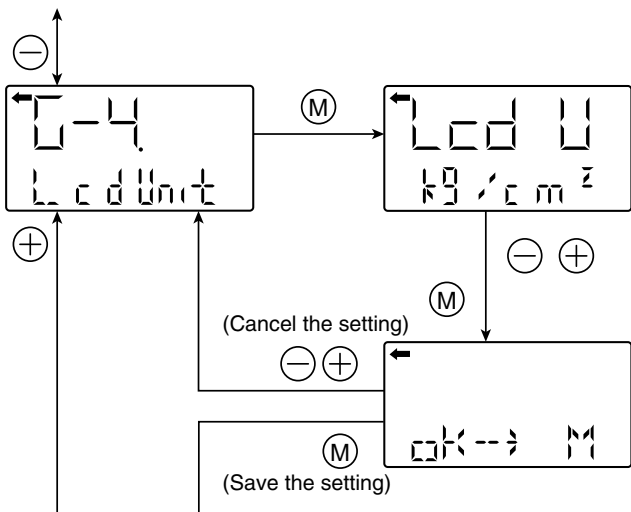 G-4.
LcdUnit
M
Lcd U
kg/cm²
M
(Cancel the setting)
oK--> M
M
(Save the setting)